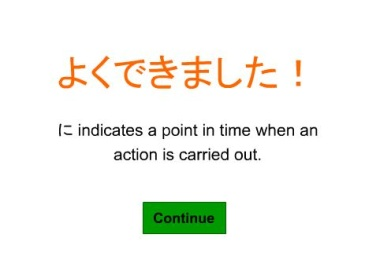 よくできました！
に indicates a point in time when an
action is carried out.
Continue